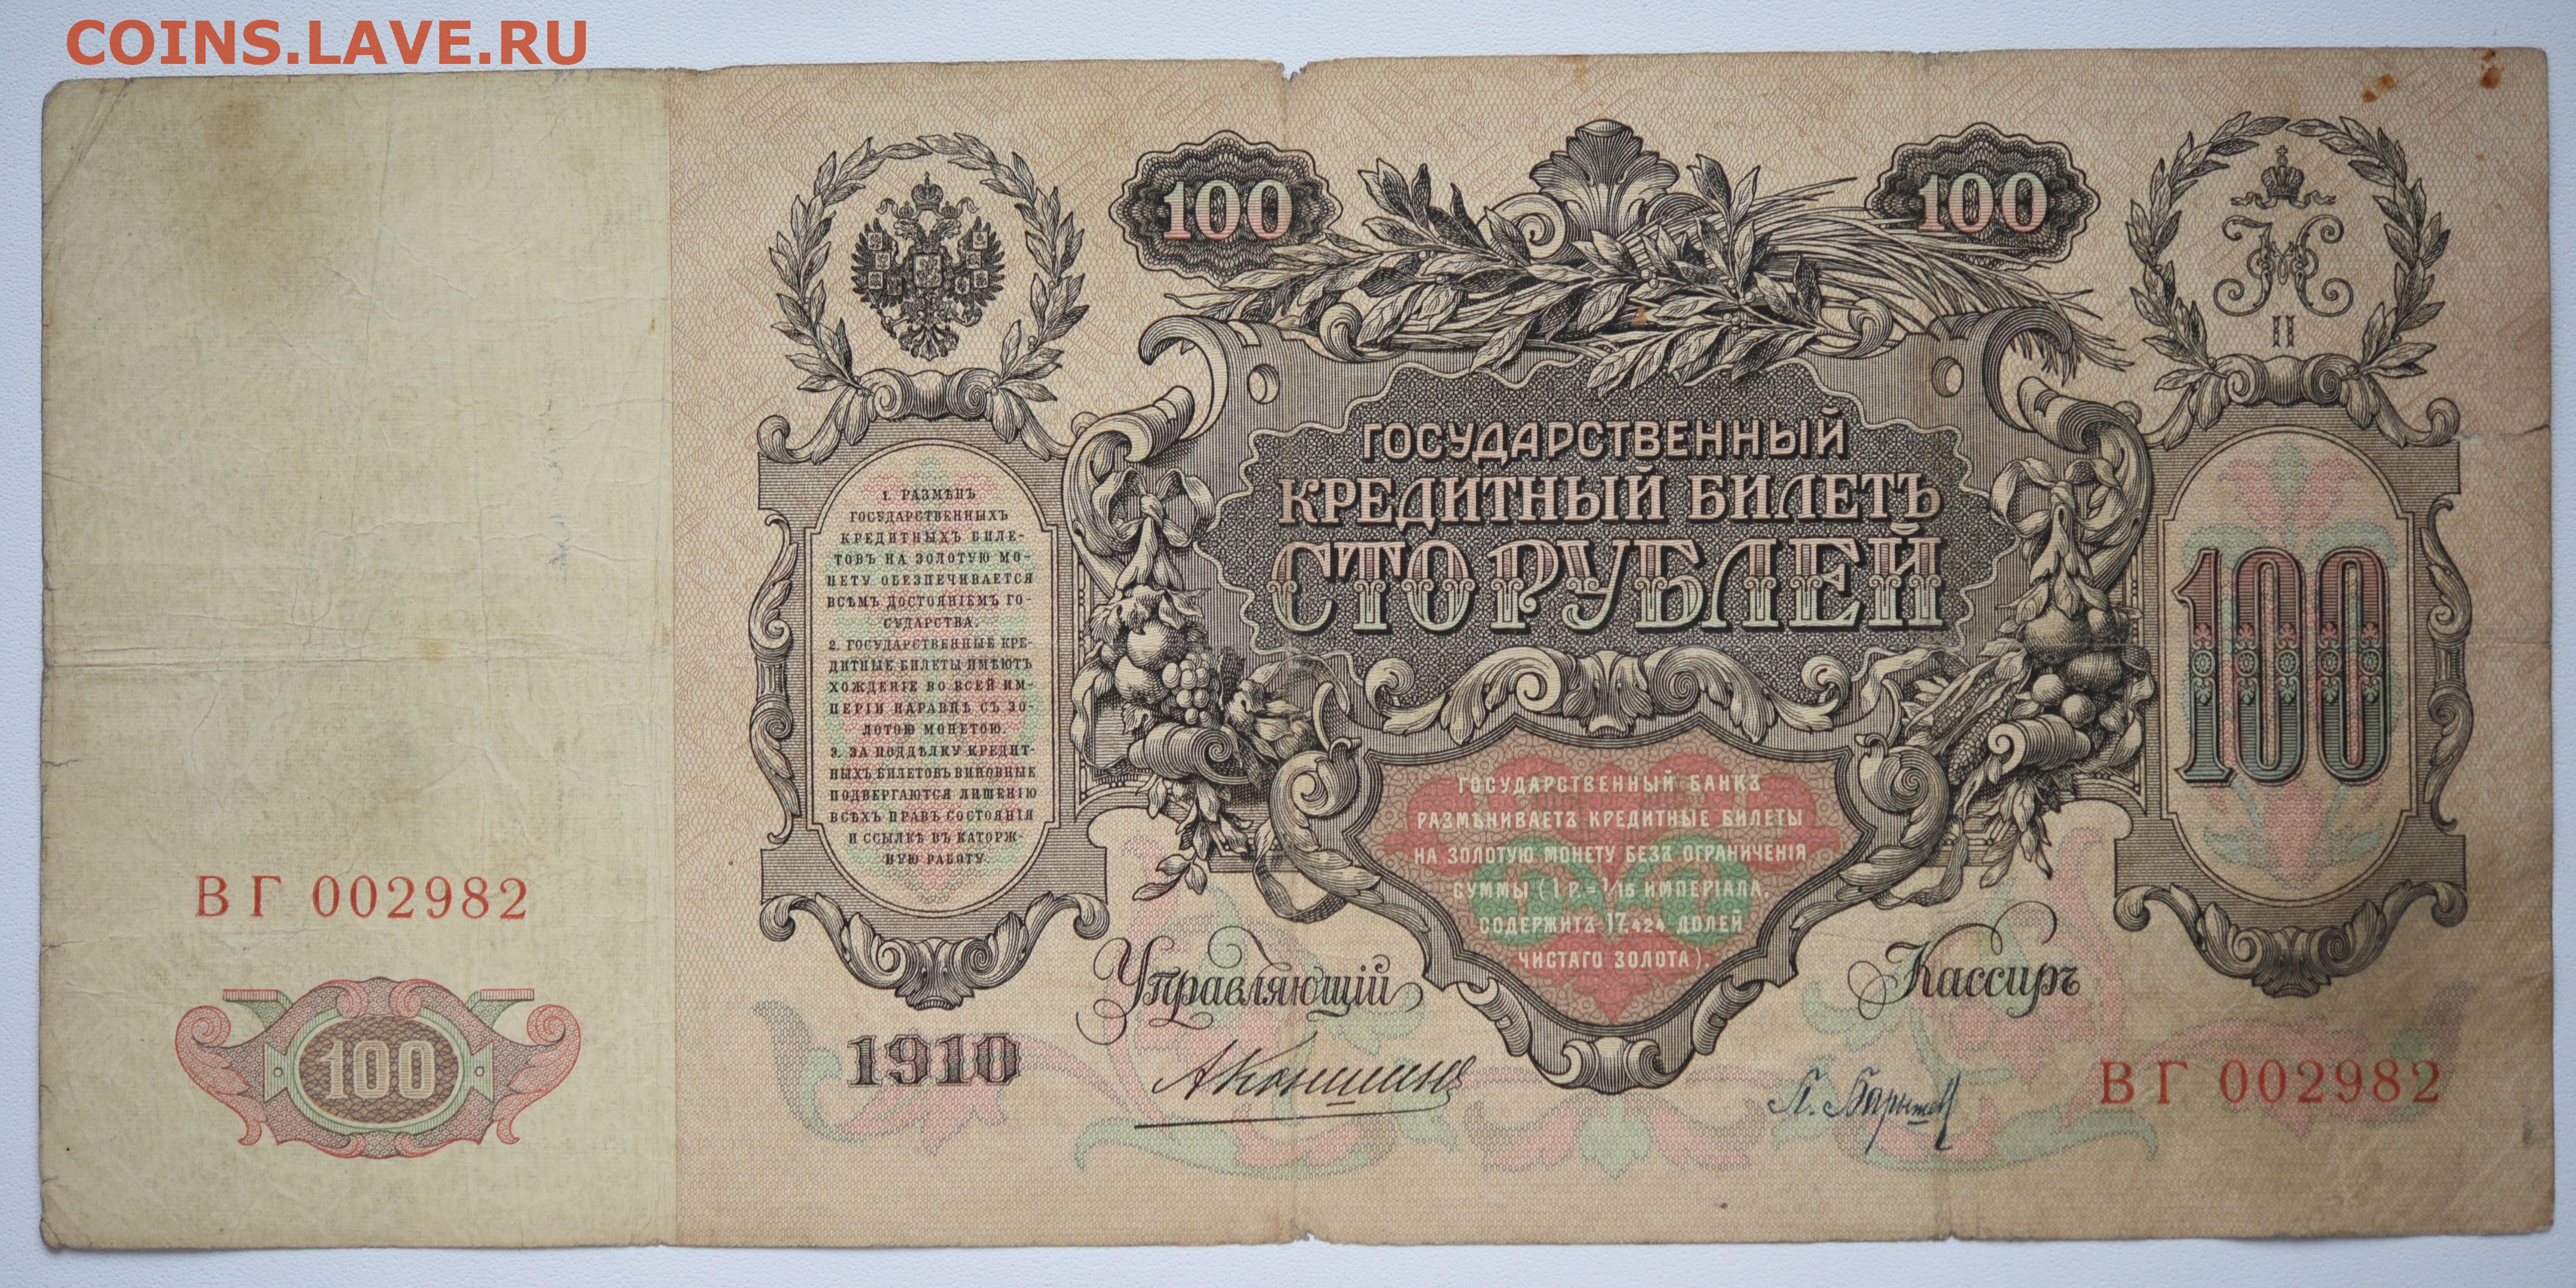 COINS.LAVE.RU
100 100
II
ГОСУДАРСТВЕННЫЙ
КРЕДИТНЫЙ БИЛЕТЪ
СТО РУБЛЕЙ
1. РАЗМѢНЪ
ГОСУДАРСТВЕННЫХЪ
КРЕДИТНЫХЪ БИЛЕ-
ТОВЪ НА ЗОЛОТУЮ МО-
НЕТУ ОБЕЗПЕЧИВАЕТСЯ
ВСѢМЪ ДОСТОЯНІЕМЪ ГО-
СУДАРСТВА.
2. ГОСУДАРСТВЕННЫЕ КРЕ-
ДИТНЫЕ БИЛЕТЫ ИМѢЮТЪ
ХОЖДЕНІЕ ВО ВСЕЙ ИМ-
ПЕРІИ НАРАВНѢ СЪ ЗО-
ЛОТОЮ МОНЕТОЮ.
3. ЗА ПОДДѢЛКУ КРЕДИТ-
НЫХЪ БИЛЕТОВЪ ВИНОВНЫЕ
ПОДВЕРГАЮТСЯ ЛИШЕНІЮ
ВСѢХЪ ПРАВЪ СОСТОЯНІЯ
И ССЫЛКѢ ВЪ КАТОРЖ-
НУЮ РАБОТУ.
100
ГОСУДАРСТВЕННЫЙ БАНКЪ
РАЗМѢНИВАЕТЪ КРЕДИТНЫЕ БИЛЕТЫ
НА ЗОЛОТУЮ МОНЕТУ БЕЗЪ ОГРАНИЧЕНІЯ
СУММЫ (1 Р.= 1/15 ИМПЕРІАЛА,
СОДЕРЖИТЪ 17,424 ДОЛЕЙ
ЧИСТАГО ЗОЛОТА).
ВГ 002982
100
Управляющій
Кассиръ
1910
АКоншинъ
П. Барышев
ВГ 002982